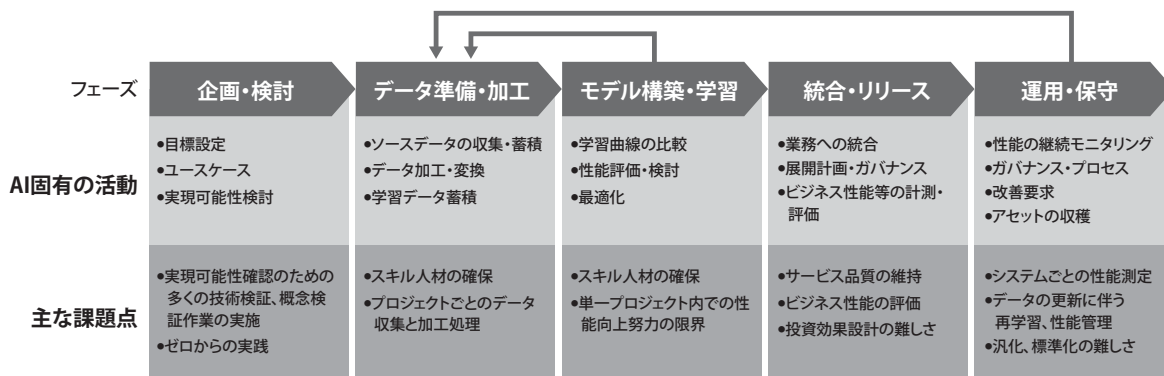 フェーズ
企画・検討
データ準備・加工
モデル構築・学習
統合・リリース
運用・保守
AI固有の活動
●目標設定
●ユースケース
●実現可能性検討
●ソースデータの収集・蓄積
●データ加工・変換
●学習データ蓄積
●学習曲線の比較
●性能評価・検討
●最適化
●業務への統合
●展開計画・ガバナンス
●ビジネス性能等の計測・
評価
●性能の継続モニタリング
●ガバナンス・プロセス
●改善要求
●アセットの収穫
主な課題点
●実現可能性確認のための
多くの技術検証、概念検
証作業の実施
●ゼロからの実践
●スキル人材の確保
●プロジェクトごとのデータ
収集と加工処理
●スキル人材の確保
●単一プロジェクト内での性
能向上努力の限界
●サービス品質の維持
●ビジネス性能の評価
●投資効果設計の難しさ
●システムごとの性能測定
●データの更新に伴う
再学習、性能管理
●汎化、標準化の難しさ